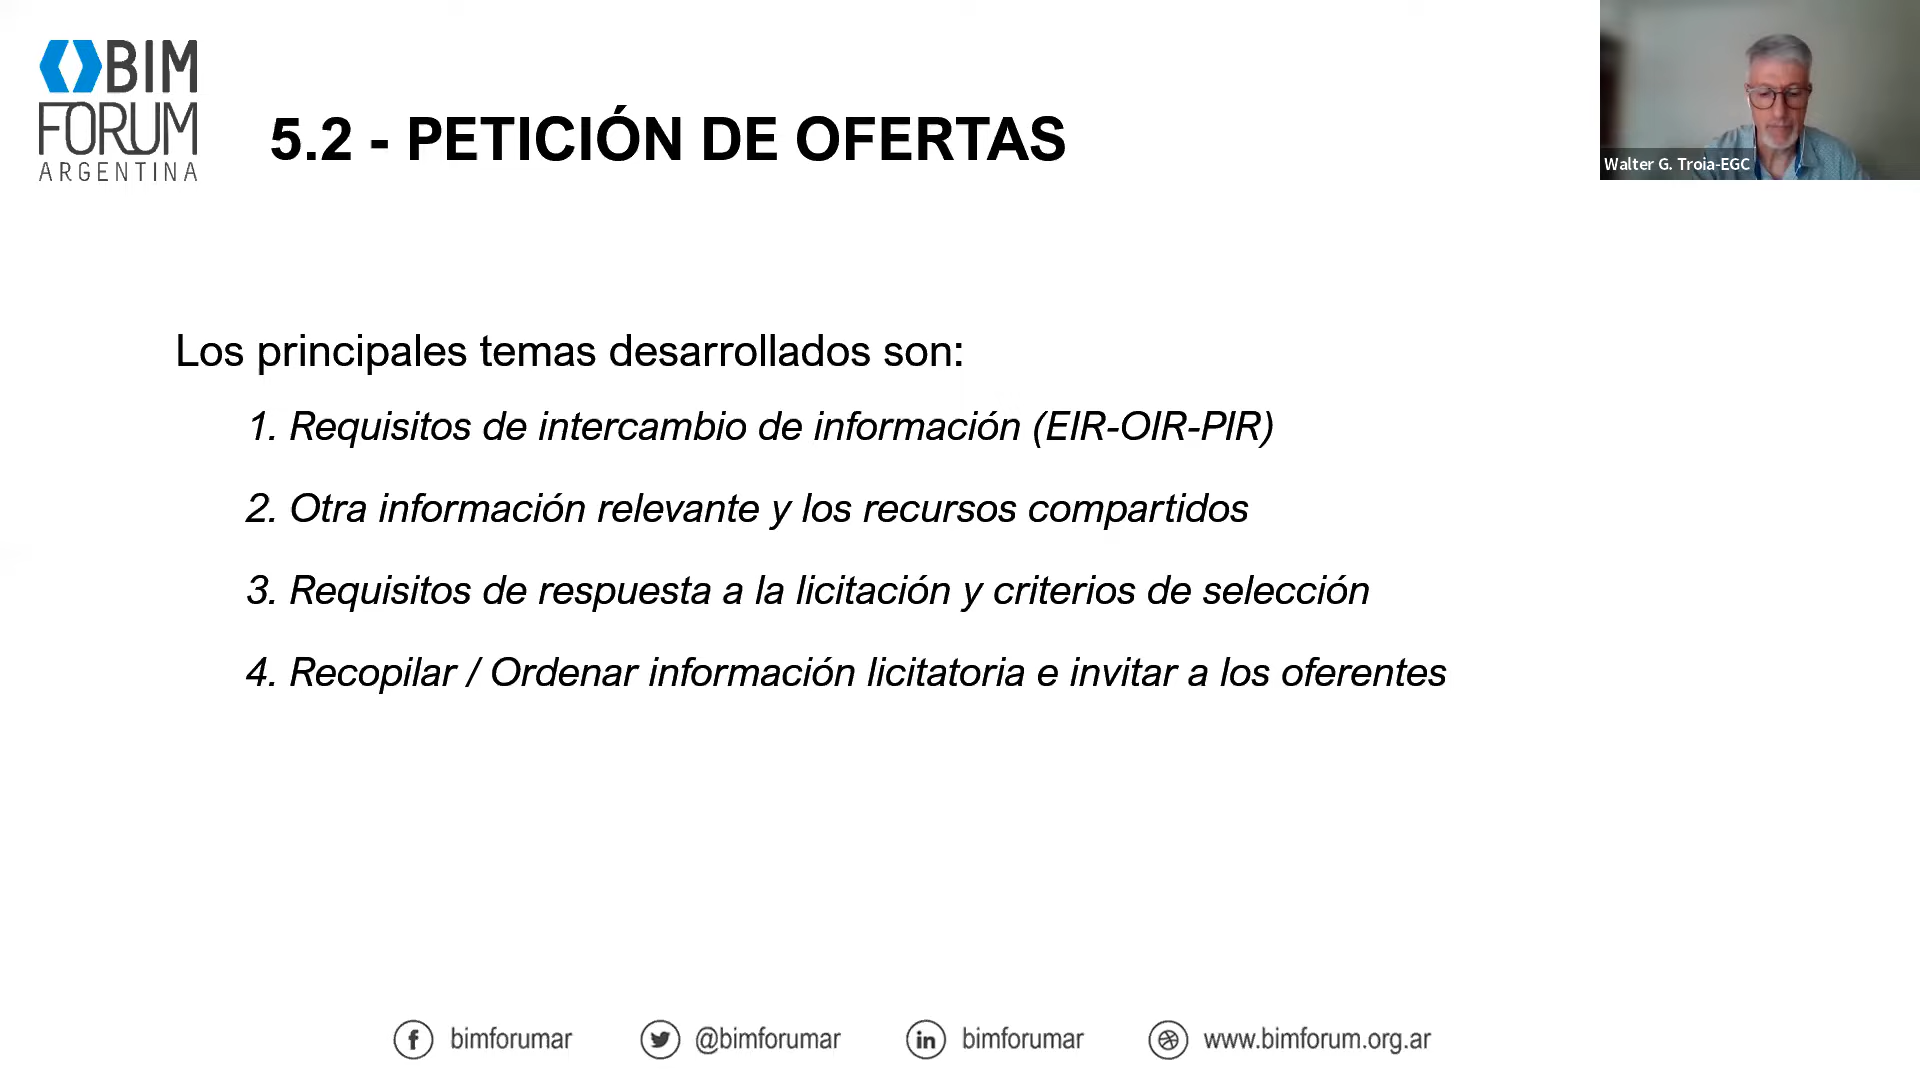 BIM
FORUM
ARGENTINA
5.2 - PETICIÓN DE OFERTAS
Walter G. Troia-EGC
Los principales temas desarrollados son:
1. Requisitos de intercambio de información (EIR-OIR-PIR)
2. Otra información relevante y los recursos compartidos
3. Requisitos de respuesta a la licitación y criterios de selección
4. Recopilar / Ordenar información licitatoria e invitar a los oferentes
bimforumar @bimforumar bimforumar www.bimforum.org.ar